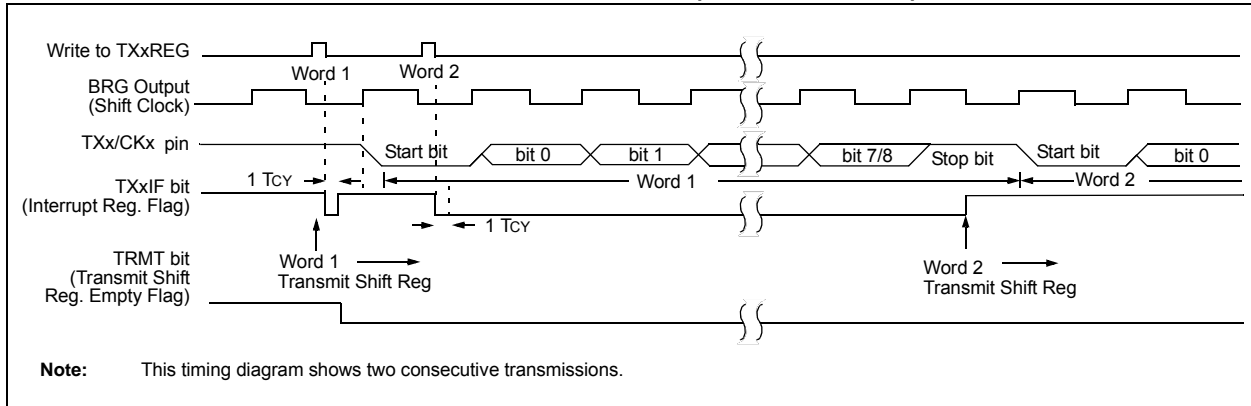 Write to TXxREG
Word 1
Word 2
BRG Output
(Shift Clock)
TXx/CKx pin
Start bit
bit 0
bit 1
bit 7/8
Stop bit
Start bit
bit 0
1 TCY
Word 1
Word 2
TXxIF bit
(Interrupt Reg. Flag)
1 TCY
Word 1
Transmit Shift Reg
Word 2
Transmit Shift Reg
TRMT bit
(Transmit Shift
Reg. Empty Flag)
Note: This timing diagram shows two consecutive transmissions.